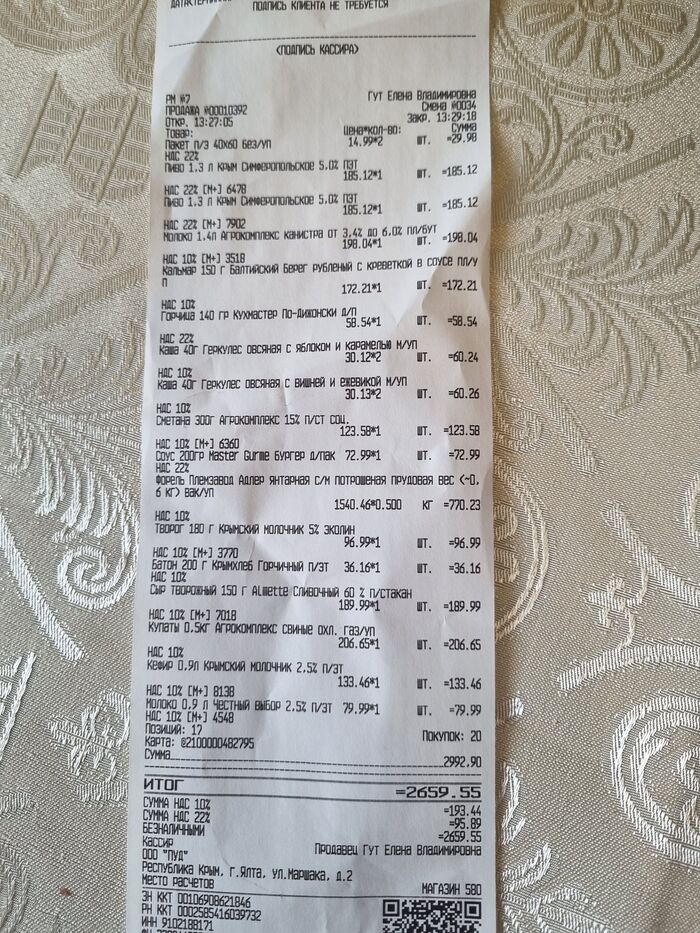 ПОДПИСЬ КЛИЕНТА НЕ ТРЕБУЕТСЯ
<ПОДПИСЬ КАССИРА>
РМ №7 Гут Елена Владимировна
ПРОДАЖА №00010392 Смена №0034
Откр. 13:27:05 Закр. 13:29:18
Товар: Цена*кол-во: Сумма
Пакет п/э 40х60 Без/уп 14.99*2 шт. =29.98
НДС 22%
Пиво 1.3 л Крым Симферопольское 5.0% ПЭТ
185.12*1 шт. =185.12
НДС 22% [М+] 6478
Пиво 1.3 л Крым Симферопольское 5.0% ПЭТ
185.12*1 шт. =185.12
НДС 22% [М+] 7902
Молоко 1.4л Агрокомплекс канистра от 3,4% до 6.0% пл/бут
198.04*1 шт. =198.04
НДС 10% [М+] 3518
Кальмар 150 г Балтийский Берег рубленый с креветкой в соусе пл/у
п
172.21*1 шт. =172.21
НДС 10%
Горчица 140 гр Кухмастер По-Дижонски д/п
58.54*1 шт. =58.54
НДС 22%
Каша 40г Геркулес овсяная с яблоком и карамелью м/уп
30.12*2 шт. =60.24
НДС 10%
Каша 40г Геркулес овсяная с вишней и ежевикой м/уп
30.13*2 шт. =60.26
НДС 10%
Сметана 300г Агрокомплекс 15% п/ст соц.
123.58*1 шт. =123.58
НДС 10% [М+] 6360
Соус 200гр Master Gurme Бургер д/пак 72.99*1 шт. =72.99
НДС 22%
Форель Племзавод Адлер янтарная с/м потрошеная прудовая вес (~0,
6 кг) вак/уп
1540.46*0.500 кг =770.23
НДС 10%
Творог 180 г Крымский молочник 5% эколин
96.99*1 шт. =96.99
НДС 10% [М+] 3770
Батон 200 г Крымхлеб Горчичный п/эт 36.16*1 шт. =36.16
НДС 10%
Сыр творожный 150 г Almette Сливочный 60 % п/стакан
189.99*1 шт. =189.99
НДС 10% [М+] 7018
Купаты 0,5кг Агрокомплекс свиные охл. газ/уп
206.65*1 шт. =206.65
НДС 10%
Кефир 0,9л Крымский молочник 2,5% п/эт
133.46*1 шт. =133.46
НДС 10% [М+] 8138
Молоко 0,9 л Честный выбор 2,5% п/эт 79.99*1 шт. =79.99
НДС 10% [М+] 4548
Позиций: 17 Покупок: 20
Карта: @2100000482795
Сумма 2992.90
ИТОГ =2659.55
СУММА НДС 10% =193.44
СУММА НДС 22% =95.89
БЕЗНАЛИЧНЫМИ =2659.55
Кассир Продавец Гут Елена Владимировна
ООО "ПУД"
Республика Крым, г.Ялта, ул.Маршака, д.2
Место расчетов МАГАЗИН 580
ЗН ККТ 00106908621846
РН ККТ 0002585416039732
ИНН 9102188171